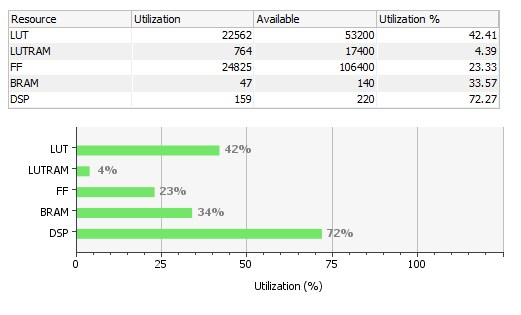 Resource Utilization Available Utilization %
LUT 22562 53200 42.41
LUTRAM 764 17400 4.39
FF 24825 106400 23.33
BRAM 47 140 33.57
DSP 159 220 72.27
LUT 42%
LUTRAM 4%
FF 23%
BRAM 34%
DSP 72%
0 25 50 75 100
Utilization (%)